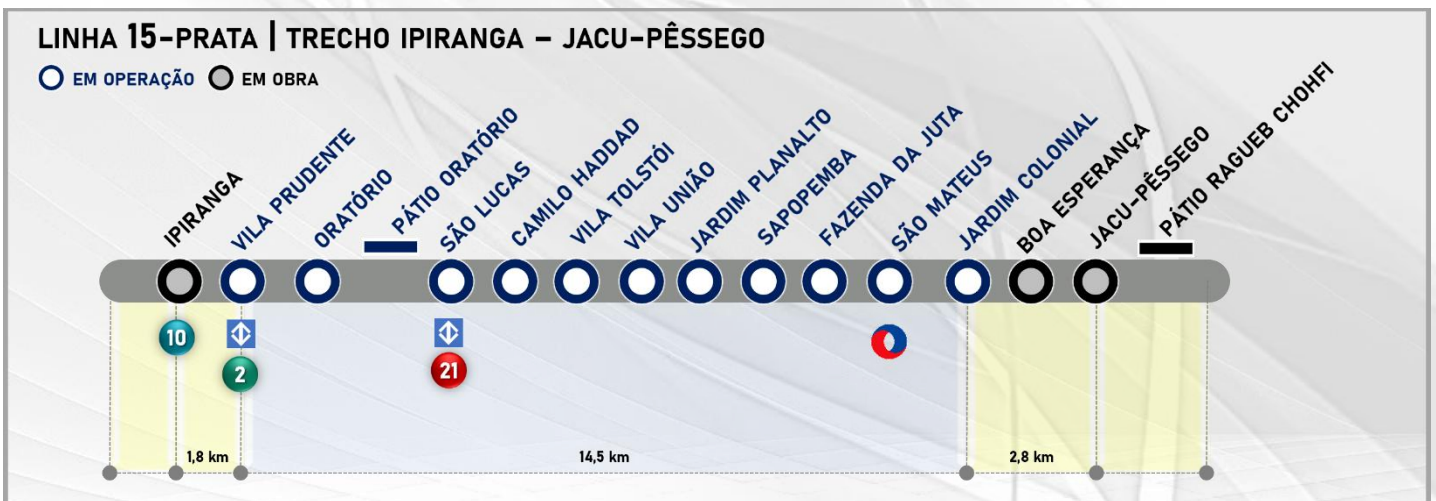 LINHA 15-PRATA | TRECHO IPIRANGA – JACU-PÊSSEGO
EM OPERAÇÃO EM OBRA
IPIRANGA
VILA PRUDENTE
ORATÓRIO
PÁTIO ORATÓRIO
SÃO LUCAS
CAMILO HADDAD
VILA TOLSTÓI
VILA UNIÃO
JARDIM PLANALTO
SAPOPEMBA
FAZENDA DA JUTA
SÃO MATEUS
JARDIM COLONIAL
BOA ESPERANÇA
JACU-PÊSSEGO
PÁTIO RAGUEB CHOHFI
10
2
21
1,8 km
14,5 km
2,8 km